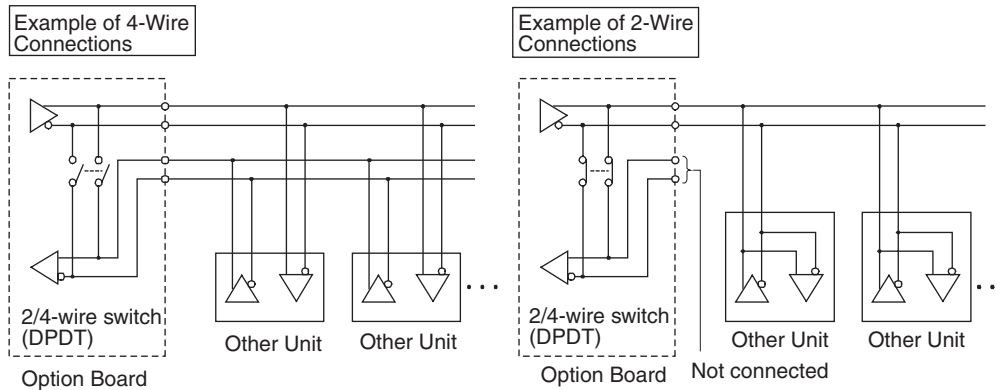 Example of 4-Wire
Connections
2/4-wire switch
(DPDT)
Option Board
Other Unit
Other Unit
Example of 2-Wire
Connections
2/4-wire switch
(DPDT)
Option Board
Other Unit
Other Unit
Not connected